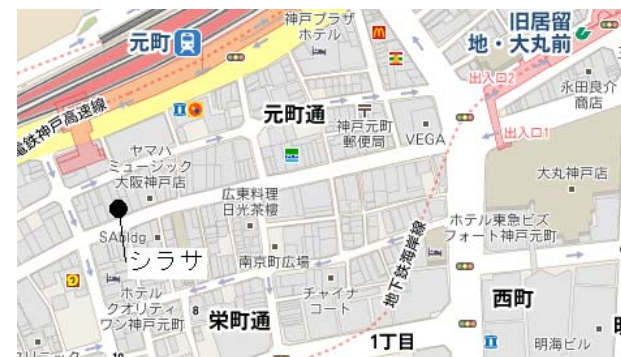 神戸プラザ
ホテル
元町
旧居留
地・大丸前
出入口2
永田良介
商店
電鉄神戸高速線
元町通
神戸元町
郵便局
VEGA
出入口1
ヤマハ
ミュージック
大阪神戸店
大丸神戸店
広東料理
日光茶樓
SAbldg
シラサ
ホテル東急ビズ
フォート神戸元町
南京町広場
地下鉄海岸線
ホテル
クオリティ
ワン神戸元町
8
チャイナ
コート
西町
栄町通
1丁目
明海ビル
10